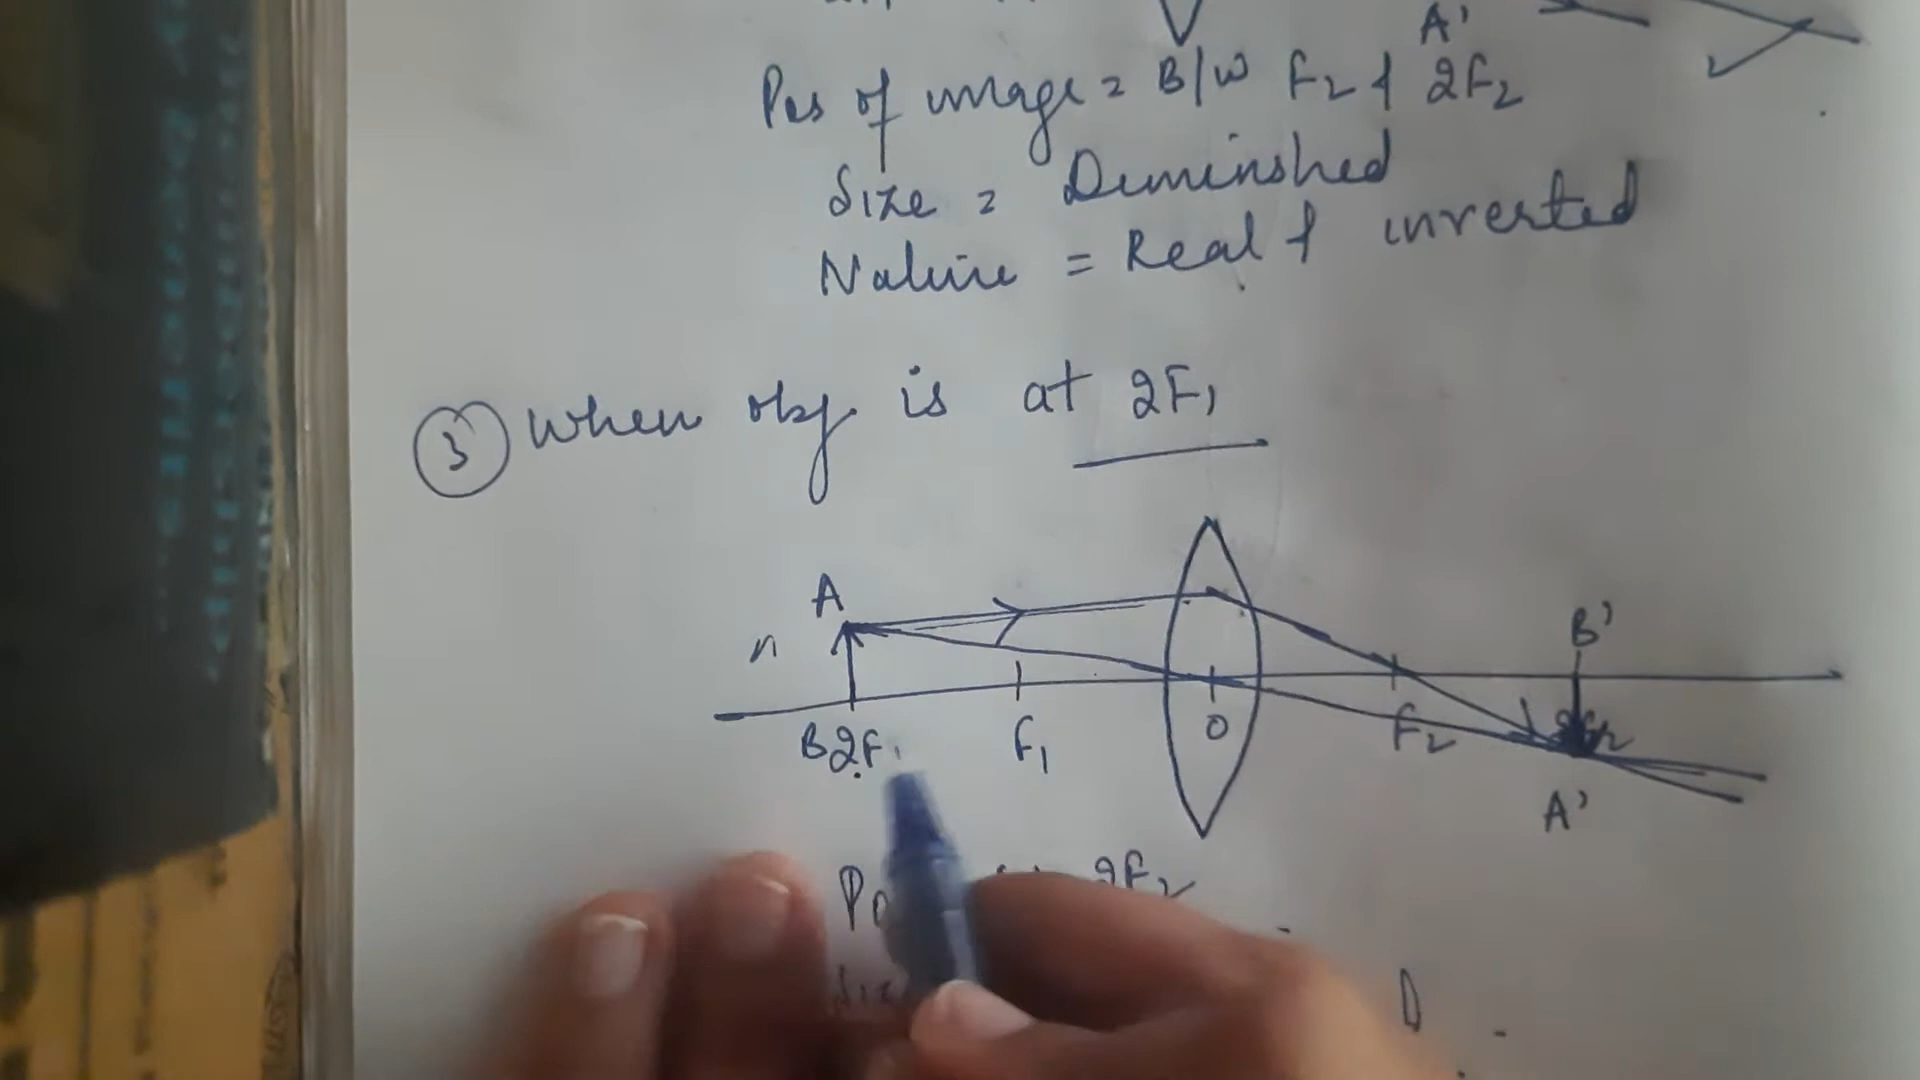 A'
Pos of image = B/w F2 & 2F2
Size = Diminshed
Nature = Real & inverted
3 When obj. is at 2F1
A
B'
B 2F1 F1 O F2
A'
2F2